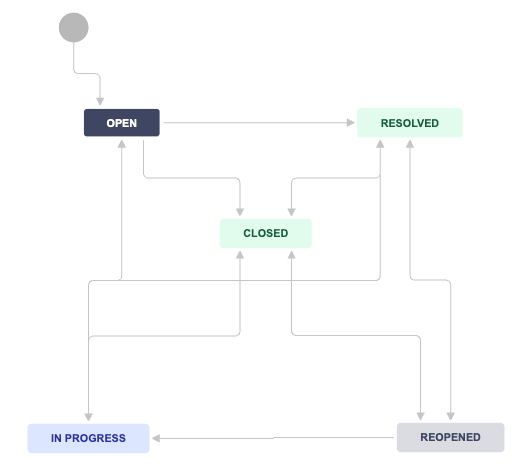 OPEN
RESOLVED
CLOSED
IN PROGRESS
REOPENED